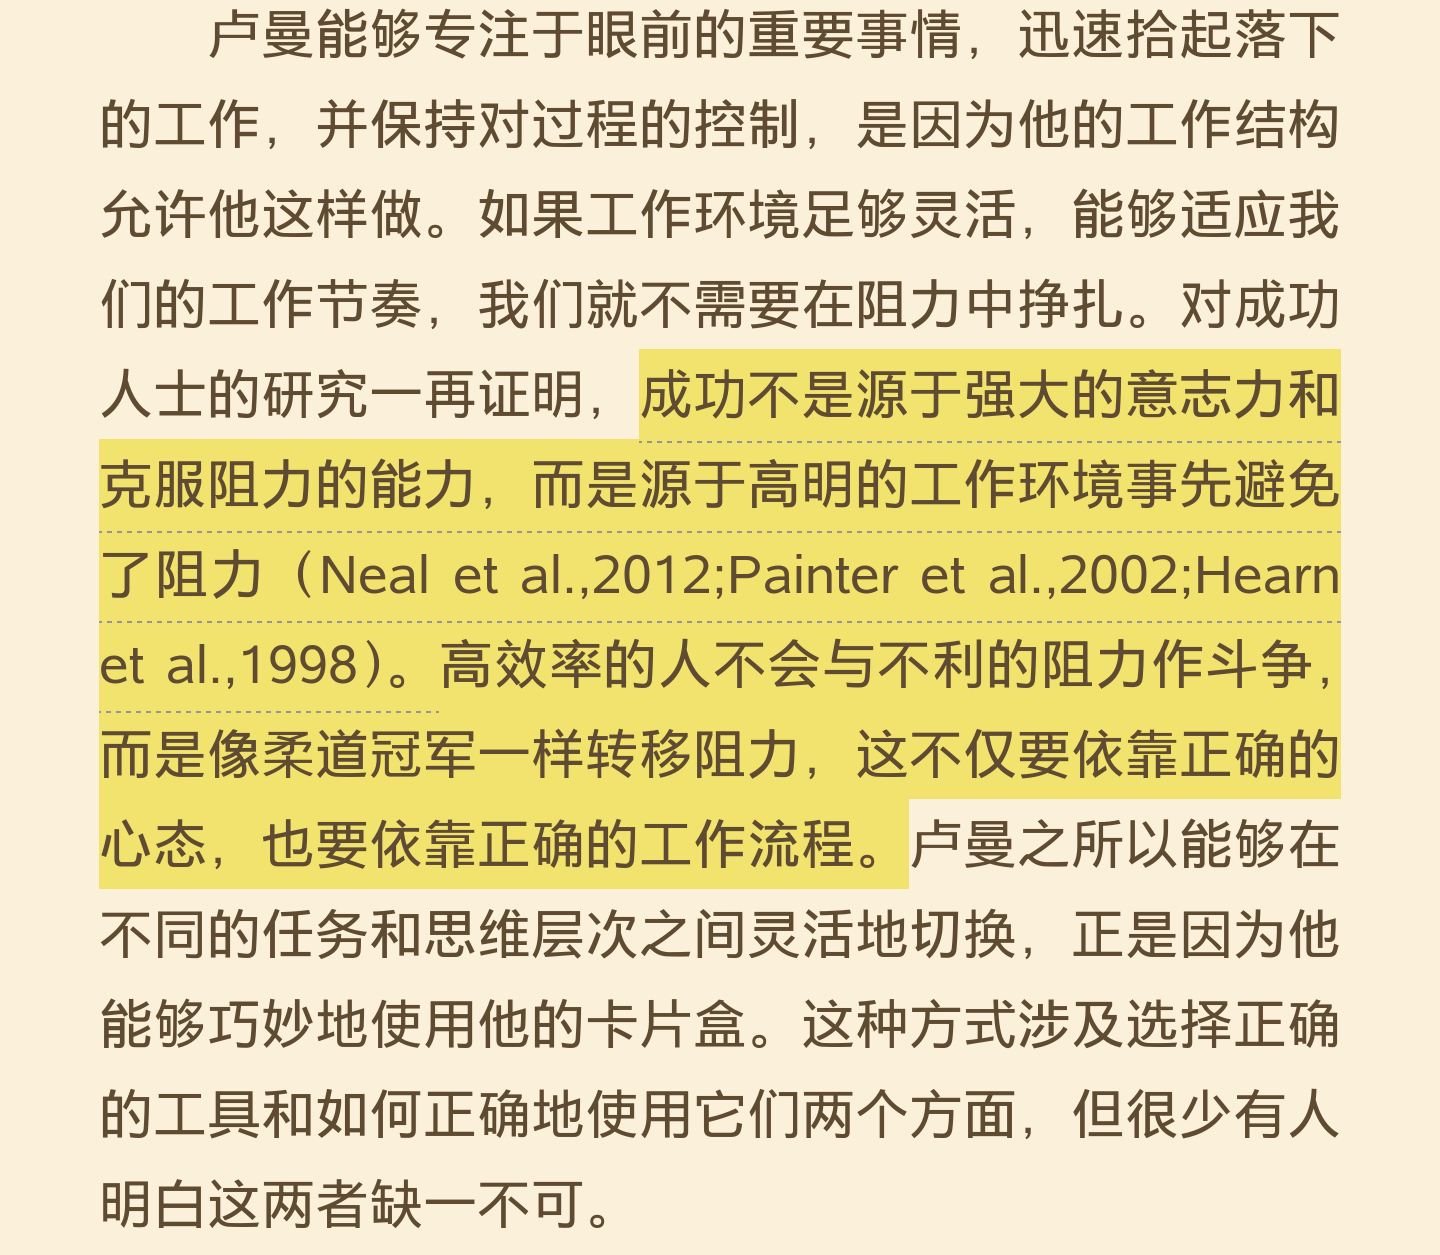 卢曼能够专注于眼前的重要事情，迅速拾起落下
的工作，并保持对过程的控制，是因为他的工作结构
允许他这样做。如果工作环境足够灵活，能够适应我
们的工作节奏，我们就不需要在阻力中挣扎。对成功
人士的研究一再证明，成功不是源于强大的意志力和
克服阻力的能力，而是源于高明的工作环境事先避免
了阻力（Neal et al.,2012;Painter et al.,2002;Hearn
et al.,1998）。高效率的人不会与不利的阻力作斗争，
而是像柔道冠军一样转移阻力，这不仅要依靠正确的
心态，也要依靠正确的工作流程。卢曼之所以能够在
不同的任务和思维层次之间灵活地切换，正是因为他
能够巧妙地使用他的卡片盒。这种方式涉及选择正确
的工具和如何正确地使用它们两个方面，但很少有人
明白这两者缺一不可。